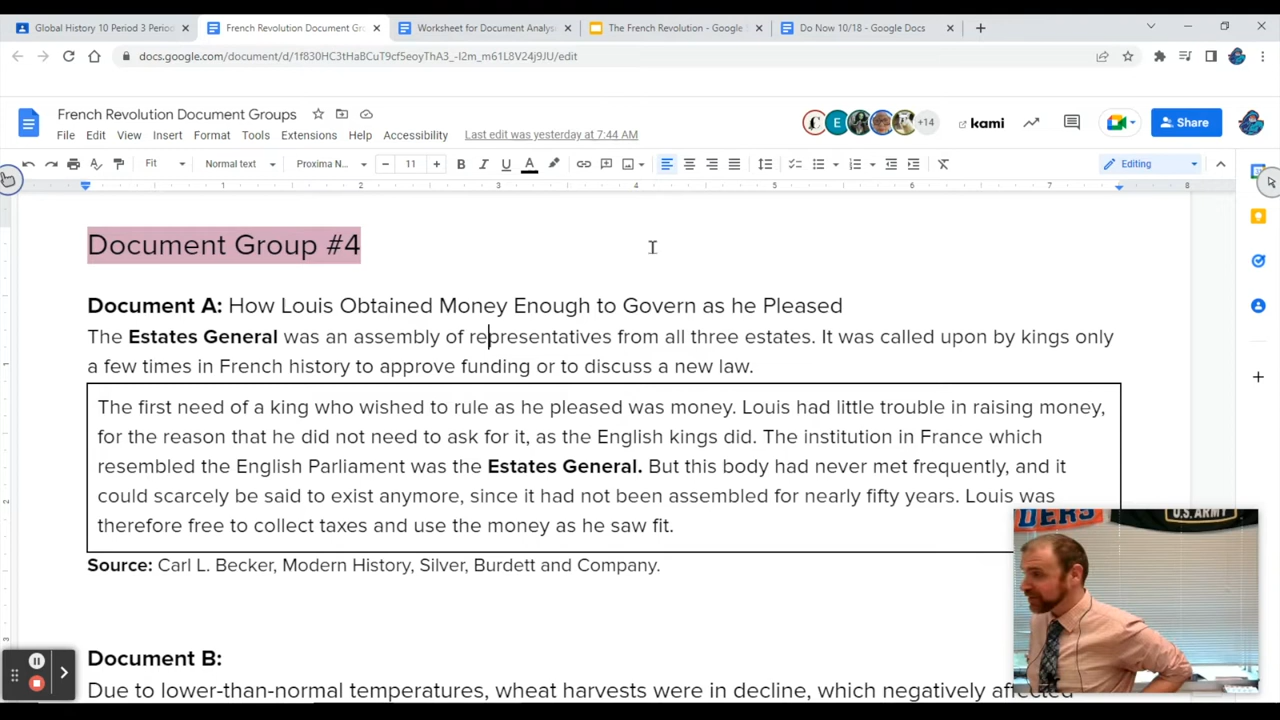 Global History 10 Period 3 Perio
French Revolution Document Gr
Worksheet for Document Analys
The French Revolution - Google
Do Now 10/18 - Google Docs
docs.google.com/document/d/1f830HC3tHaBCuT9cf5eoyThA3_-I2m_m61L8V24j9JU/edit
French Revolution Document Groups
File Edit View Insert Format Tools Extensions Help Accessibility Last edit was yesterday at 7:44 AM
E +14 kami Share
Fit Normal text Proxima N... 11 B I U A Editing
1 2 3 4 5 6 7 8
Document Group #4
Document A: How Louis Obtained Money Enough to Govern as he Pleased
The Estates General was an assembly of representatives from all three estates. It was called upon by kings only
a few times in French history to approve funding or to discuss a new law.
The first need of a king who wished to rule as he pleased was money. Louis had little trouble in raising money,
for the reason that he did not need to ask for it, as the English kings did. The institution in France which
resembled the English Parliament was the Estates General. But this body had never met frequently, and it
could scarcely be said to exist anymore, since it had not been assembled for nearly fifty years. Louis was
therefore free to collect taxes and use the money as he saw fit.
DERS U.S. ARMY
Source: Carl L. Becker, Modern History, Silver, Burdett and Company.
Document B:
Due to lower-than-normal temperatures, wheat harvests were in decline, which negatively affected